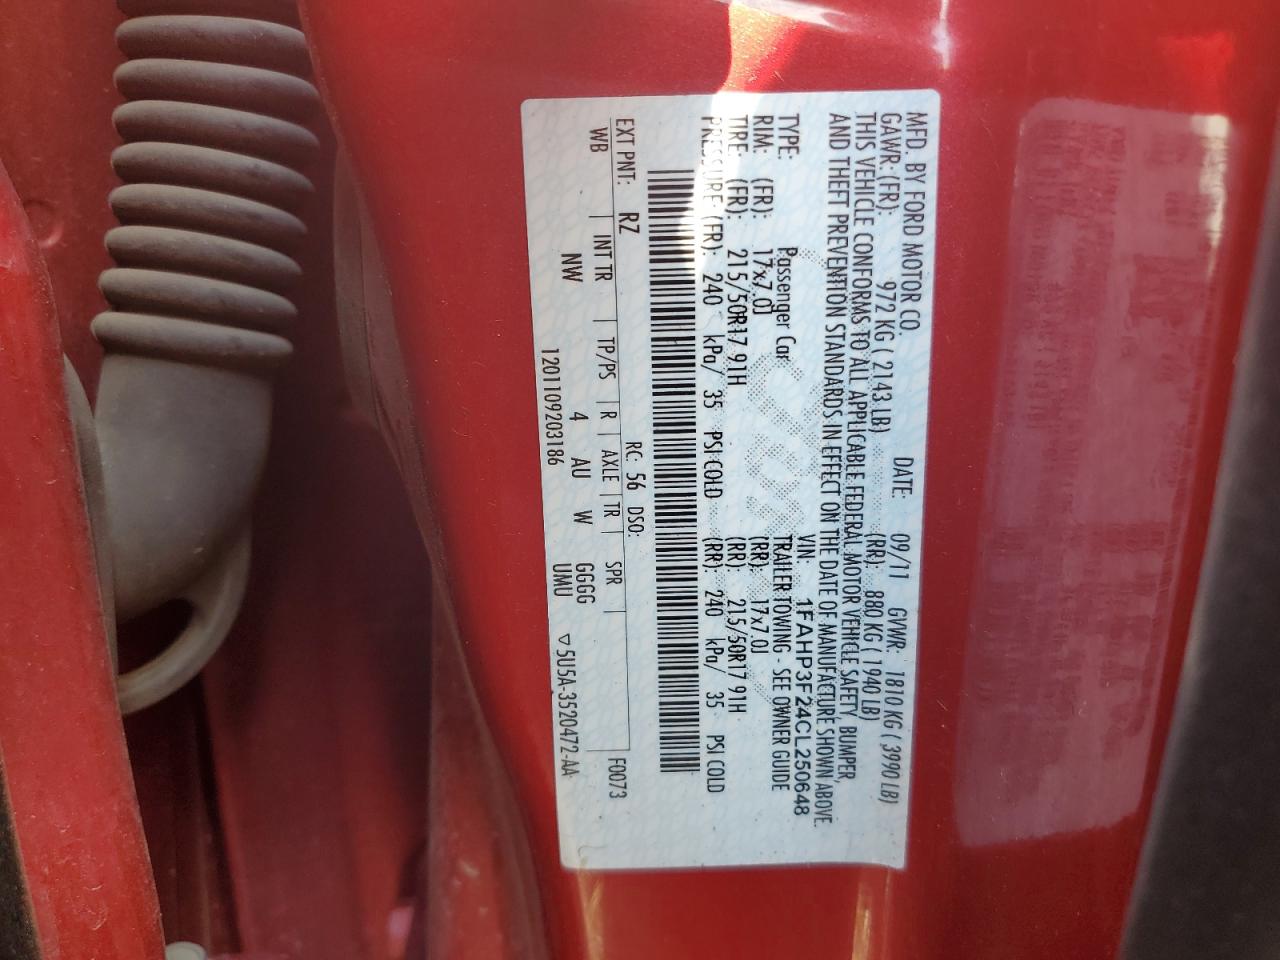 MFD. BY FORD MOTOR CO.
DATE: 09/11 GVWR: 1810 KG ( 3990 LB)
GAWR: (FR): 972 KG ( 2143 LB) (RR): 880 KG ( 1940 LB)
THIS VEHICLE CONFORMS TO ALL APPLICABLE FEDERAL MOTOR VEHICLE SAFETY, BUMPER,
AND THEFT PREVENTION STANDARDS IN EFFECT ON THE DATE OF MANUFACTURE SHOWN ABOVE.
VIN: 1FAHP3F24CL250648
TYPE: Passenger Car TRAILER TOWING - SEE OWNER GUIDE
RIM: (FR): 17x7.0J (RR): 17x7.0J
TIRE: (FR): 215/50R17 91H (RR): 215/50R17 91H
PRESSURE (FR): 240 kPa/ 35 PSI COLD (RR): 240 kPa/ 35 PSI COLD
EXT PNT: RZ RC: 56 DSO: F0073
WB | INT TR | TP/PS | R | AXLE | TR | SPR
NW 4 AU W GGGG
UMU
1201109203186 ▽5U5A-3520472-AA